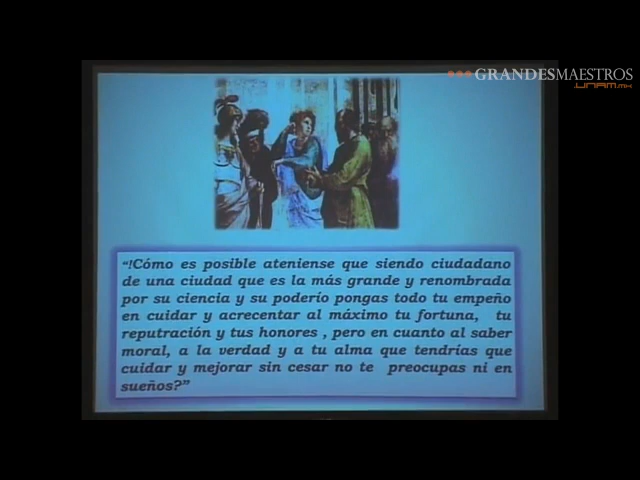 GRANDESMAESTROS
.UNAM.MX
“!Cómo es posible ateniense que siendo ciudadano
de una ciudad que es la más grande y renombrada
por su ciencia y su poderío pongas todo tu empeño
en cuidar y acrecentar al máximo tu fortuna, tu
reputración y tus honores , pero en cuanto al saber
moral, a la verdad y a tu alma que tendrías que
cuidar y mejorar sin cesar no te preocupas ni en
sueños?”